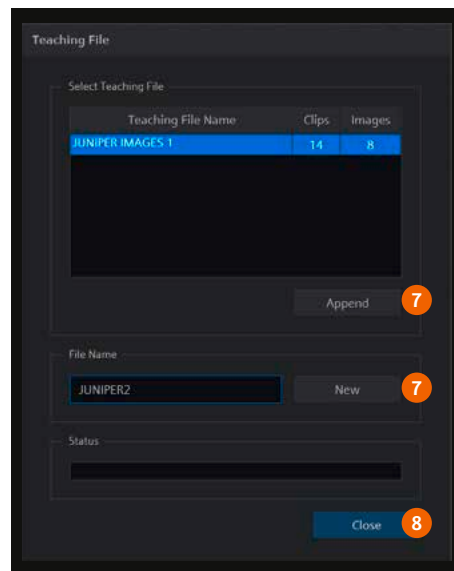 Teaching File
Select Teaching File
Teaching File Name Clips Images
JUNIPER IMAGES 1 14 8
Append 7
File Name
JUNIPER2 New 7
Status
Close 8